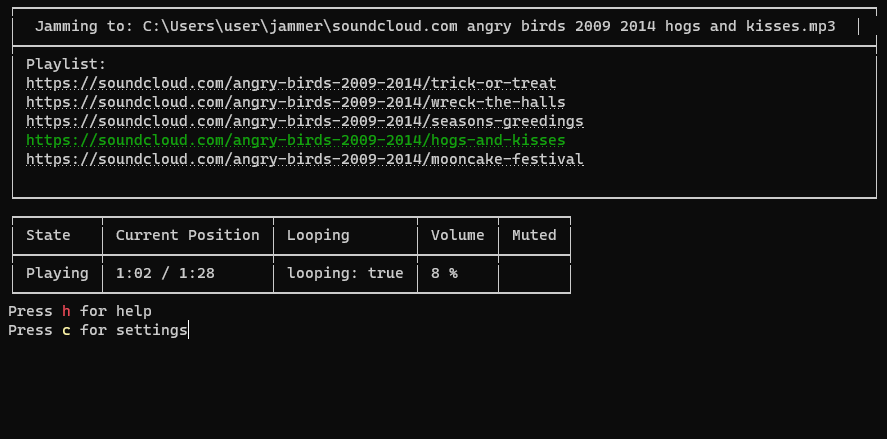 Jamming to: C:\Users\user\jammer\soundcloud.com angry birds 2009 2014 hogs and kisses.mp3
Playlist:
https://soundcloud.com/angry-birds-2009-2014/trick-or-treat
https://soundcloud.com/angry-birds-2009-2014/wreck-the-halls
https://soundcloud.com/angry-birds-2009-2014/seasons-greedings
https://soundcloud.com/angry-birds-2009-2014/hogs-and-kisses
https://soundcloud.com/angry-birds-2009-2014/mooncake-festival
State Current Position Looping Volume Muted
Playing 1:02 / 1:28 looping: true 8 %
Press h for help
Press c for settings